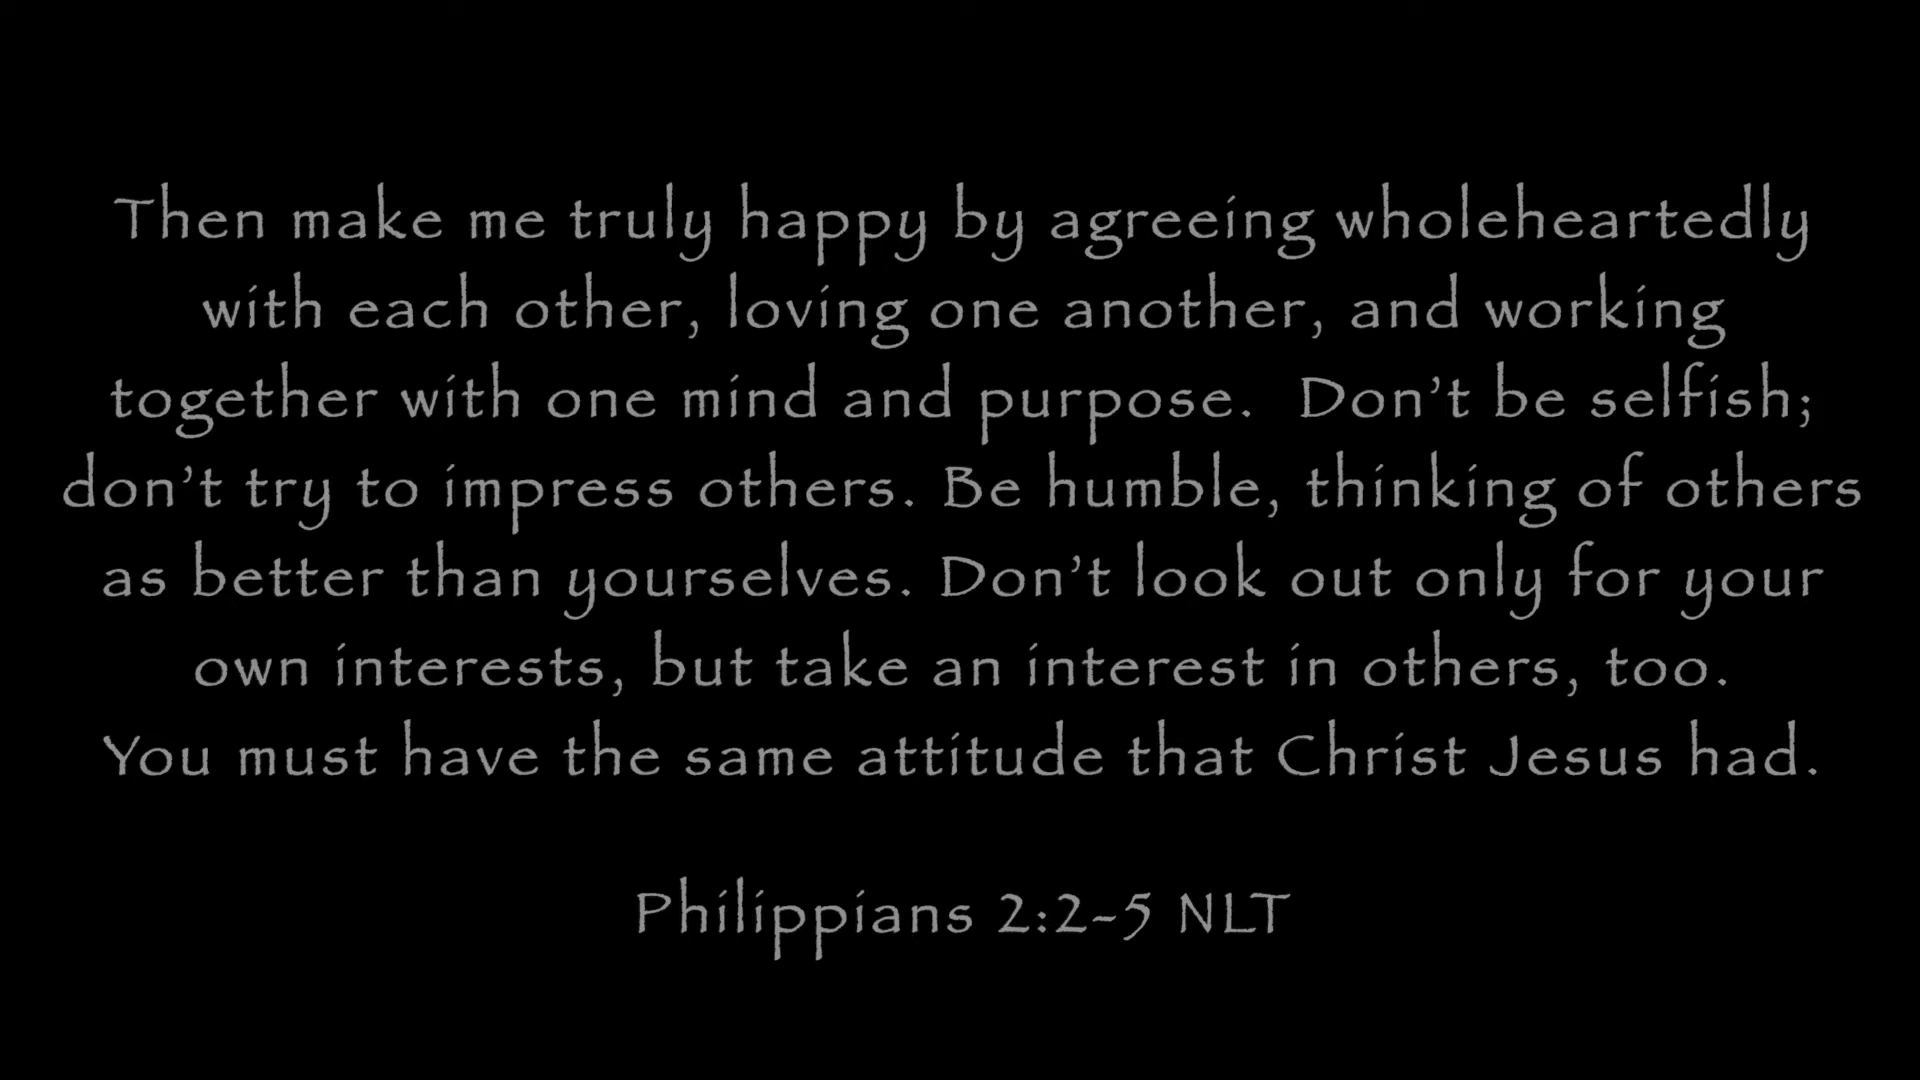 Then make me truly happy by agreeing wholeheartedly
with each other, loving one another, and working
together with one mind and purpose.  Don’t be selfish;
don’t try to impress others. Be humble, thinking of others
as better than yourselves. Don’t look out only for your
own interests, but take an interest in others, too.
You must have the same attitude that Christ Jesus had.
Philippians 2:2-5 NLT